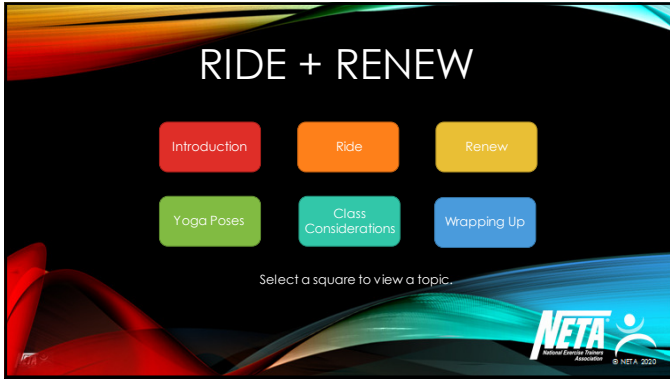 RIDE + RENEW
Introduction
Ride
Renew
Yoga Poses
Class
Considerations
Wrapping Up
Select a square to view a topic.
NETA
National Exercise Trainers
Association
© NETA 2020
NETA